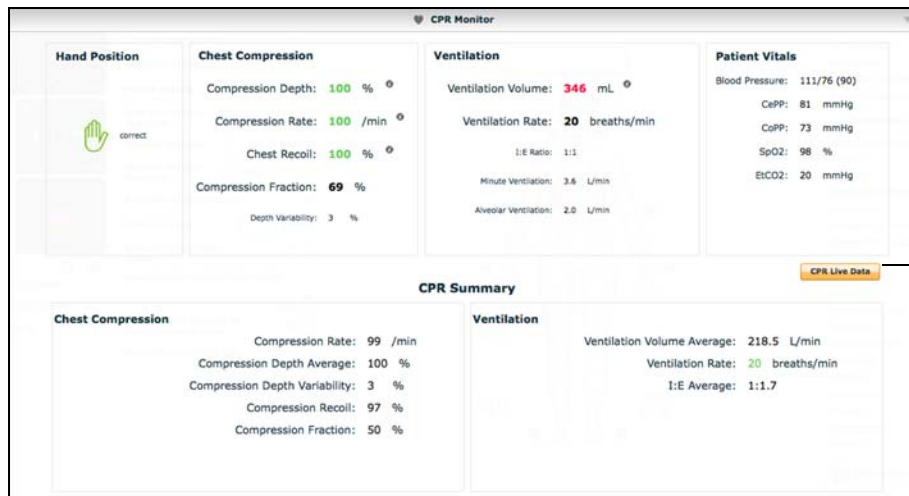 CPR Monitor
Hand Position
correct
Chest Compression
Compression Depth: 100 %
Compression Rate: 100 /min
Chest Recoil: 100 %
Compression Fraction: 69 %
Depth Variability: 3 %
Ventilation
Ventilation Volume: 346 mL
Ventilation Rate: 20 breaths/min
I:E Ratio: 1:1
Minute Ventilation: 3.6 L/min
Alveolar Ventilation: 2.0 L/min
Patient Vitals
Blood Pressure: 111/76 (90)
CePP: 81 mmHg
CoPP: 73 mmHg
SpO2: 98 %
EtCO2: 20 mmHg
CPR Live Data
CPR Summary
Chest Compression
Compression Rate: 99 /min
Compression Depth Average: 100 %
Compression Depth Variability: 3 %
Compression Recoil: 97 %
Compression Fraction: 50 %
Ventilation
Ventilation Volume Average: 218.5 L/min
Ventilation Rate: 20 breaths/min
I:E Average: 1:1.7